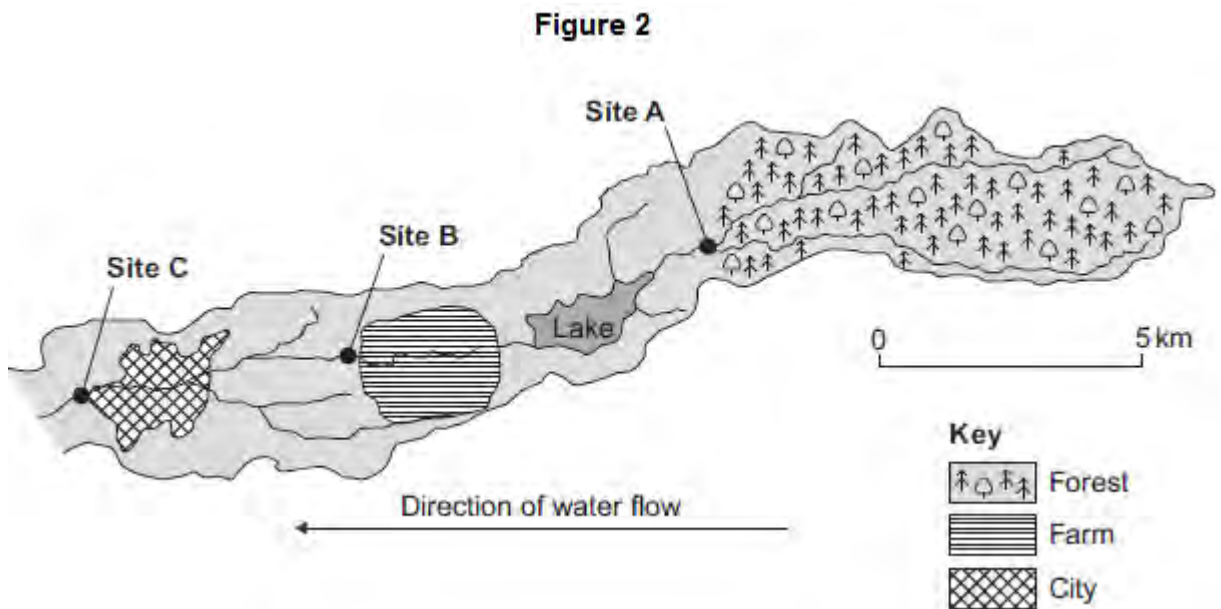 Figure 2
Site A
Site B
Site C
Lake
0 5 km
Direction of water flow
Key
Forest
Farm
City